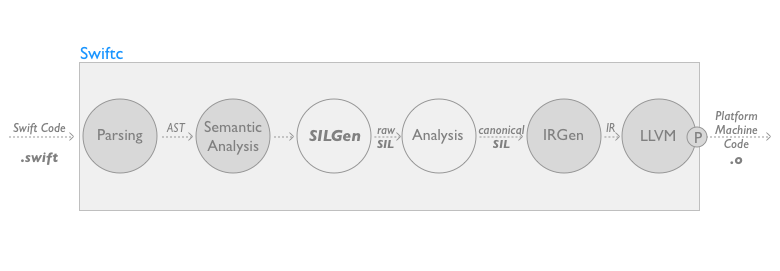 Swiftc
Swift Code
.swift
Parsing
AST
Semantic
Analysis
SILGen
raw
SIL
Analysis
canonical
SIL
IRGen
IR
LLVM
P
Platform
Machine
Code
.o